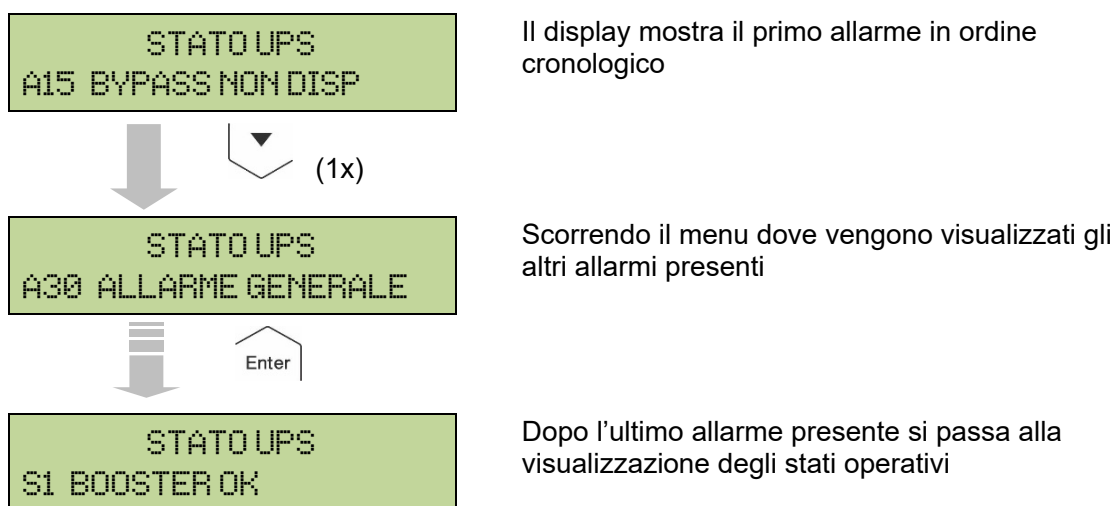 STATO UPS
A15 BYPASS NON DISP
Il display mostra il primo allarme in ordine
cronologico
(1x)
STATO UPS
A30 ALLARME GENERALE
Scorrendo il menu dove vengono visualizzati gli
altri allarmi presenti
Enter
STATO UPS
S1 BOOSTER OK
Dopo l’ultimo allarme presente si passa alla
visualizzazione degli stati operativi